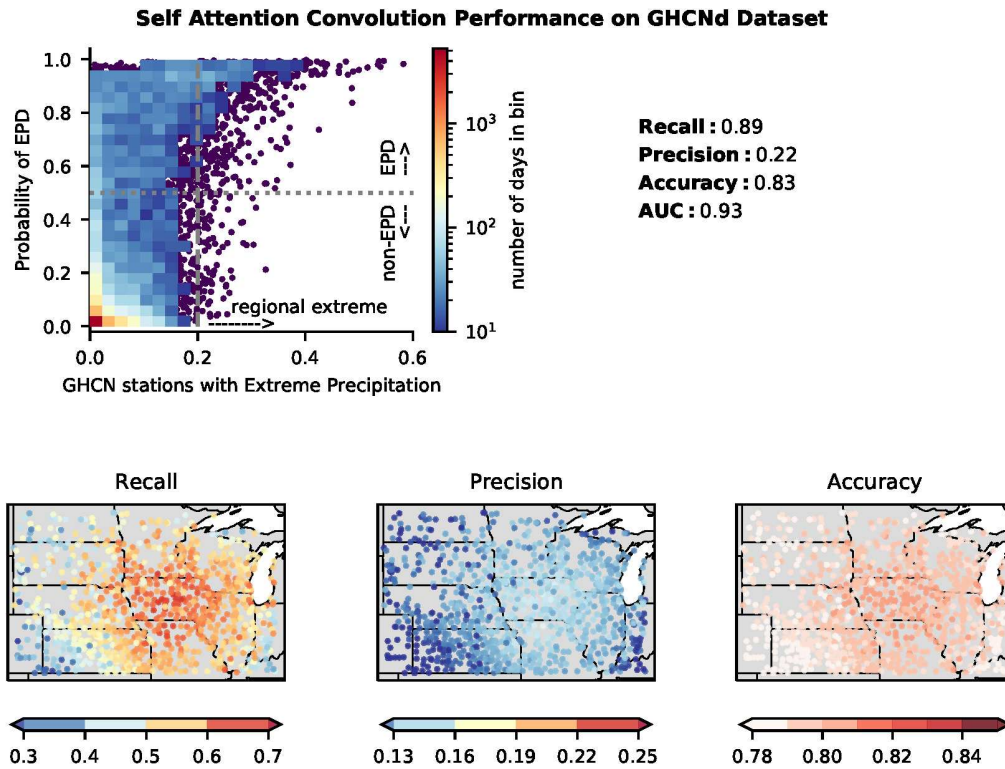 Self Attention Convolution Performance on GHCNd Dataset
Probability of EPD
1.0
0.8
0.6
0.4
0.2
0.0
0.0 0.2 0.4 0.6
GHCN stations with Extreme Precipitation
EPD --->
non-EPD <---
regional extreme
------->
10³
10²
10¹
number of days in bin
Recall : 0.89
Precision : 0.22
Accuracy : 0.83
AUC : 0.93
Recall
0.3 0.4 0.5 0.6 0.7
Precision
0.13 0.16 0.19 0.22 0.25
Accuracy
0.78 0.80 0.82 0.84